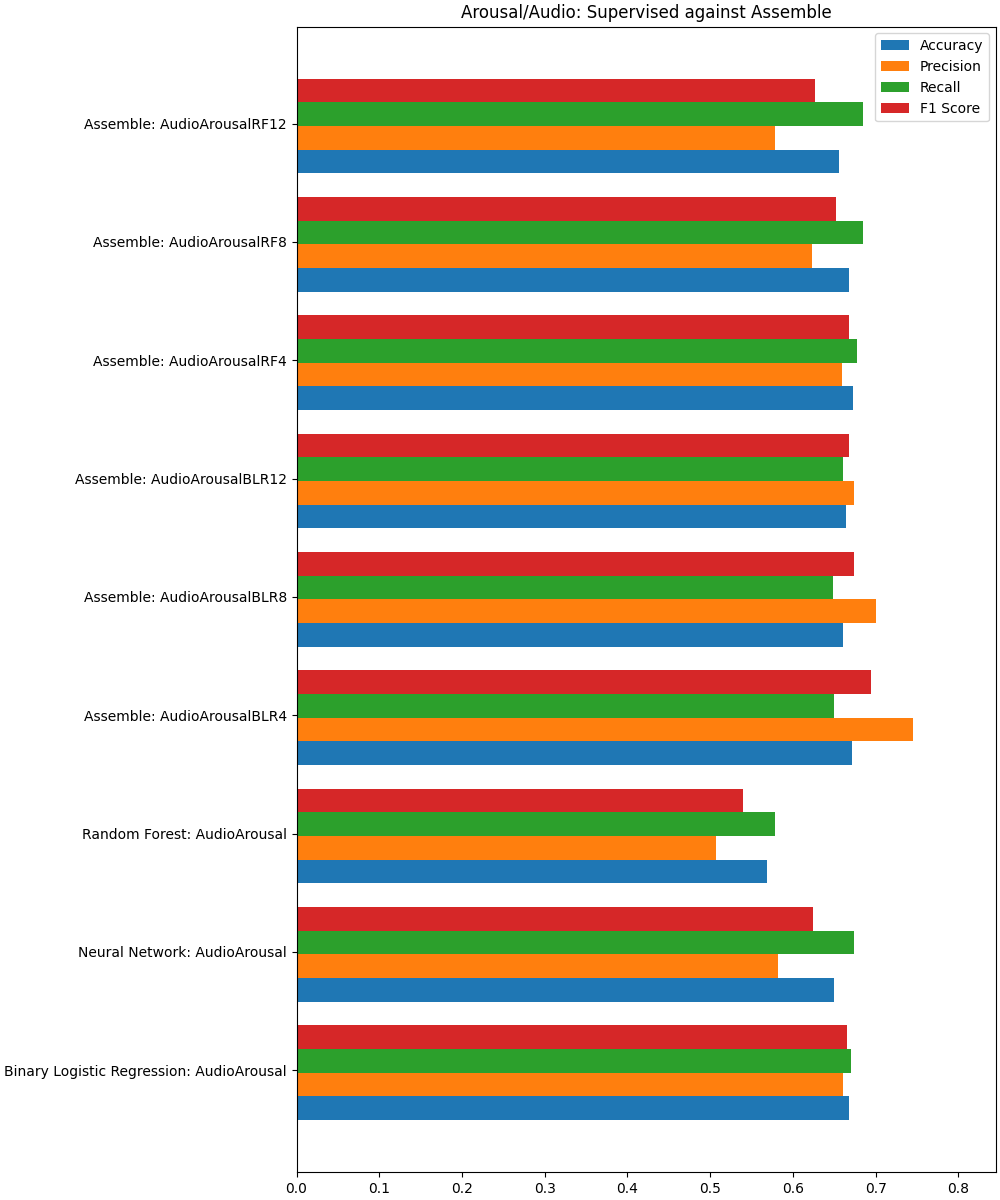 Arousal/Audio: Supervised against Assemble
Accuracy
Precision
Recall
F1 Score
Assemble: AudioArousalRF12
Assemble: AudioArousalRF8
Assemble: AudioArousalRF4
Assemble: AudioArousalBLR12
Assemble: AudioArousalBLR8
Assemble: AudioArousalBLR4
Random Forest: AudioArousal
Neural Network: AudioArousal
Binary Logistic Regression: AudioArousal
0.0 0.1 0.2 0.3 0.4 0.5 0.6 0.7 0.8